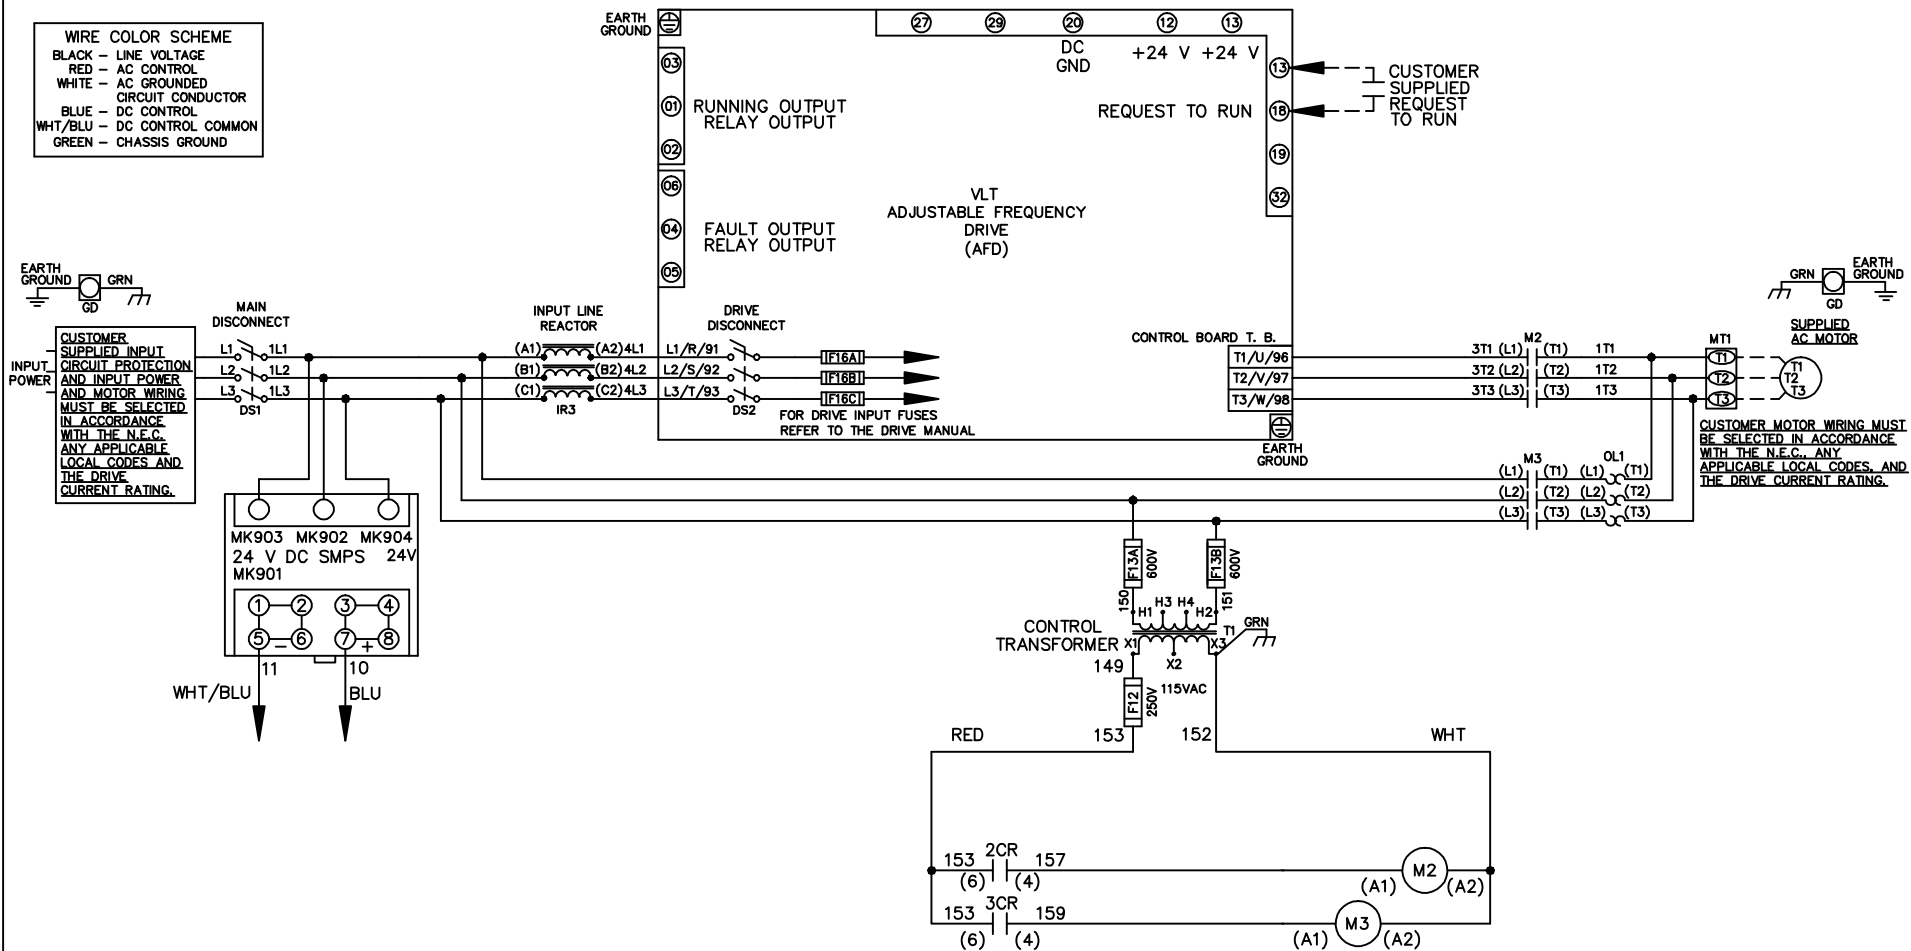 WIRE COLOR SCHEME
BLACK – LINE VOLTAGE
RED – AC CONTROL
WHITE – AC GROUNDED
CIRCUIT CONDUCTOR
BLUE – DC CONTROL
WHT/BLU – DC CONTROL COMMON
GREEN – CHASSIS GROUND
EARTH
GROUND
27
29
20
12
13
DC
GND
+24 V
+24 V
03
01
02
RUNNING OUTPUT
RELAY OUTPUT
06
04
05
FAULT OUTPUT
RELAY OUTPUT
VLT
ADJUSTABLE FREQUENCY
DRIVE
(AFD)
REQUEST TO RUN
13
18
19
32
CUSTOMER
SUPPLIED
REQUEST
TO RUN
EARTH
GROUND
GRN
GD
INPUT
POWER
CUSTOMER
SUPPLIED INPUT
CIRCUIT PROTECTION
AND INPUT POWER
AND MOTOR WIRING
MUST BE SELECTED
IN ACCORDANCE
WITH THE N.E.C.
ANY APPLICABLE
LOCAL CODES AND
THE DRIVE
CURRENT RATING.
MAIN
DISCONNECT
L1 1L1
L2 1L2
L3 1L3
DS1
INPUT LINE
REACTOR
(A1) (A2) 4L1
(B1) (B2) 4L2
(C1) (C2) 4L3
IR3
DRIVE
DISCONNECT
L1/R/91
L2/S/92
L3/T/93
DS2
F16A
F16B
F16C
FOR DRIVE INPUT FUSES
REFER TO THE DRIVE MANUAL
CONTROL BOARD T. B.
T1/U/96
T2/V/97
T3/W/98
EARTH
GROUND
M2
3T1 (L1) (T1) 1T1
3T2 (L2) (T2) 1T2
3T3 (L3) (T3) 1T3
M3
OL1
(L1) (T1) (L1) (T1)
(L2) (T2) (L2) (T2)
(L3) (T3) (L3) (T3)
GRN
EARTH
GROUND
GD
SUPPLIED
AC MOTOR
MT1
T1
T2
T3
T1
T2
T3
CUSTOMER MOTOR WIRING MUST
BE SELECTED IN ACCORDANCE
WITH THE N.E.C., ANY
APPLICABLE LOCAL CODES, AND
THE DRIVE CURRENT RATING.
MK903 MK902 MK904
24 V DC SMPS 24V
MK901
1 2 3 4
5 – 6 7 + 8
11
10
WHT/BLU
BLU
F13A
600V
F13B
600V
150
151
H1 H3 H4 H2
CONTROL
TRANSFORMER
X1
X2
X3
T1
GRN
149
115VAC
F12
250V
153
152
RED
WHT
153 2CR 157
(6) (4)
M2
(A1) (A2)
153 3CR 159
(6) (4)
M3
(A1) (A2)